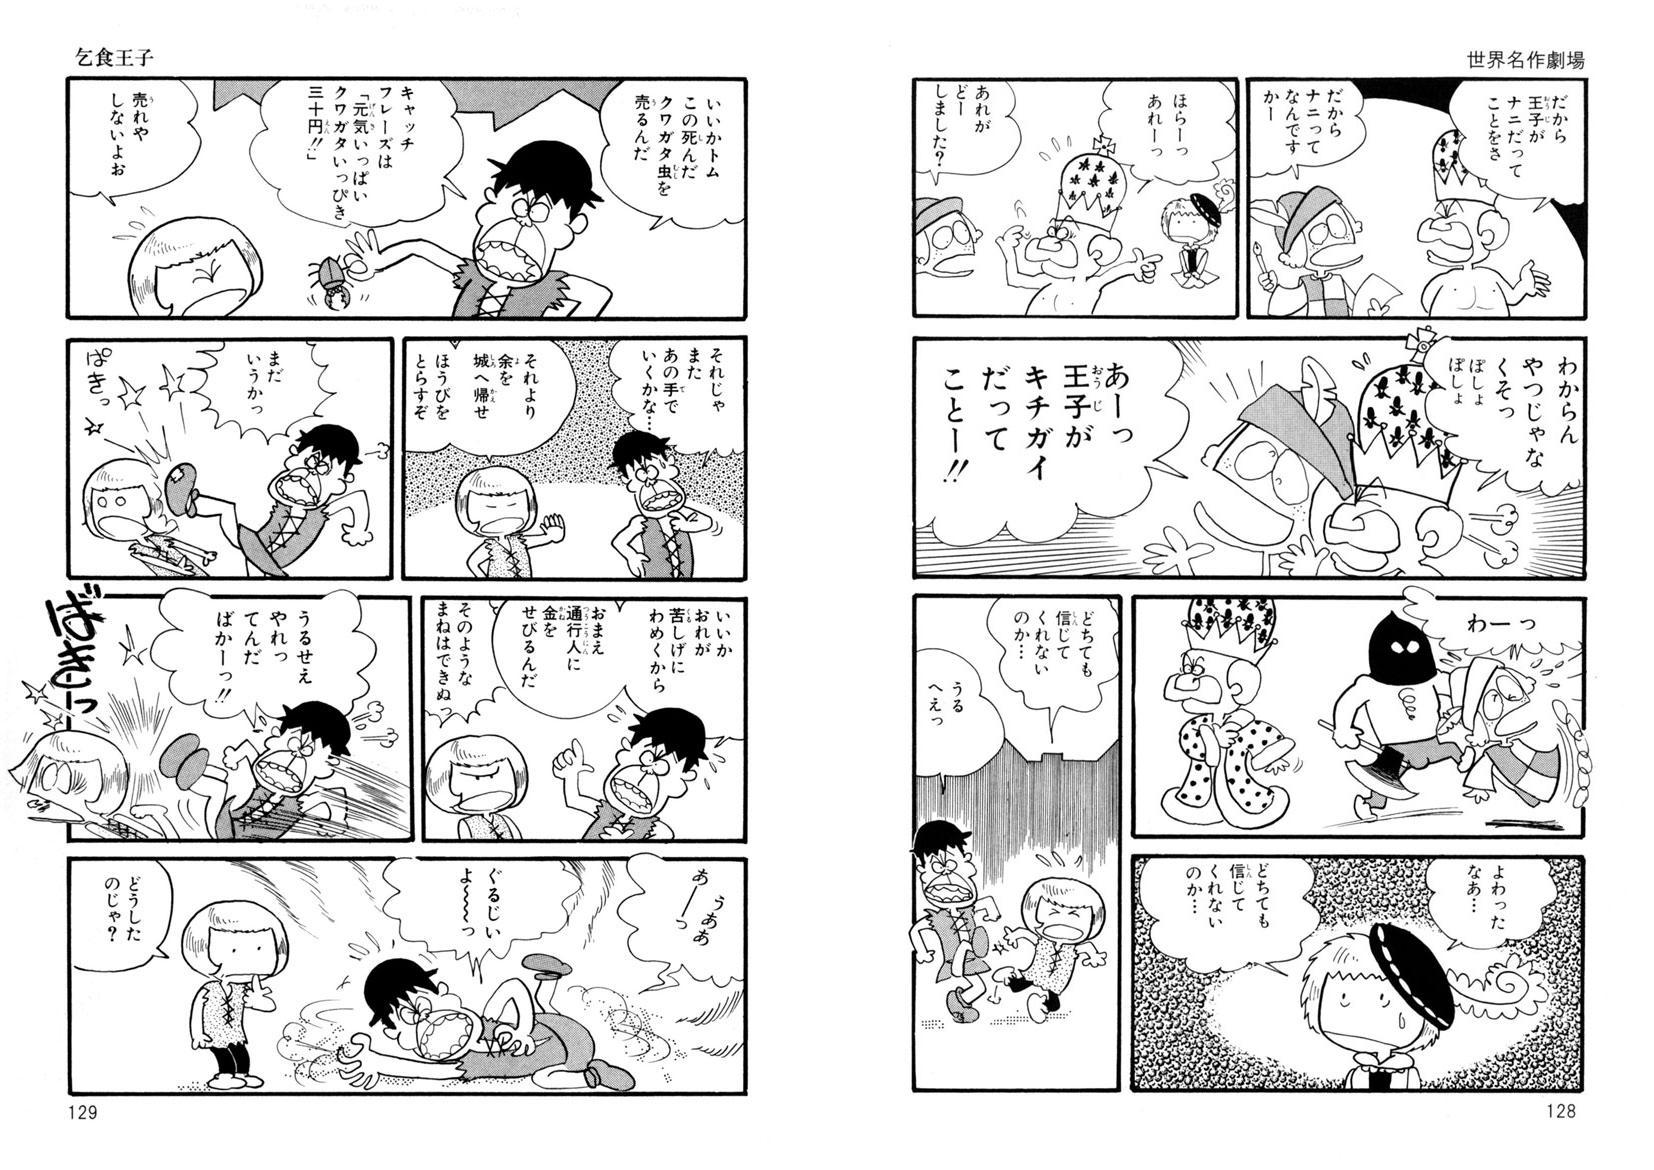 世界名作劇場
だから
王子が
ナニだって
ことをさ
だから
ナニって
なんです
かー
ほらーっ
あれーっ
あれが
どー
しました?
わからん
やつじゃな
くそっ
ぽしょ
ぽしょ
あーっ
王子が
キチガイ
だって
ことー!!
わーっ
どちても
信じて
くれない
のか…
うる
へえっ
よわった
なあ…
どちても
信じて
くれない
のか…
128
乞食王子
いいかトム
この死んだ
クワガタ虫を
売るんだ
キャッチ
フレーズは
「元気いっぱい
クワガタいっぴき
三十円!!」
売れや
しないよお
それじゃ
また
あの手で
いくかな…
それより
余を
城へ帰せ
ほうびを
とらすぞ
まだ
いうかっ
ぱきっ
いいか
おれが
苦しげに
わめくから
おまえ
通行人に
金を
せびるんだ
そのような
まねはできぬっ
うるせえ
やれっ
てんだ
ばかーっ!!
ばきーっ
うああ
あーーっ
ぐるじい
よ〜〜〜っ
どうした
のじゃ?
129